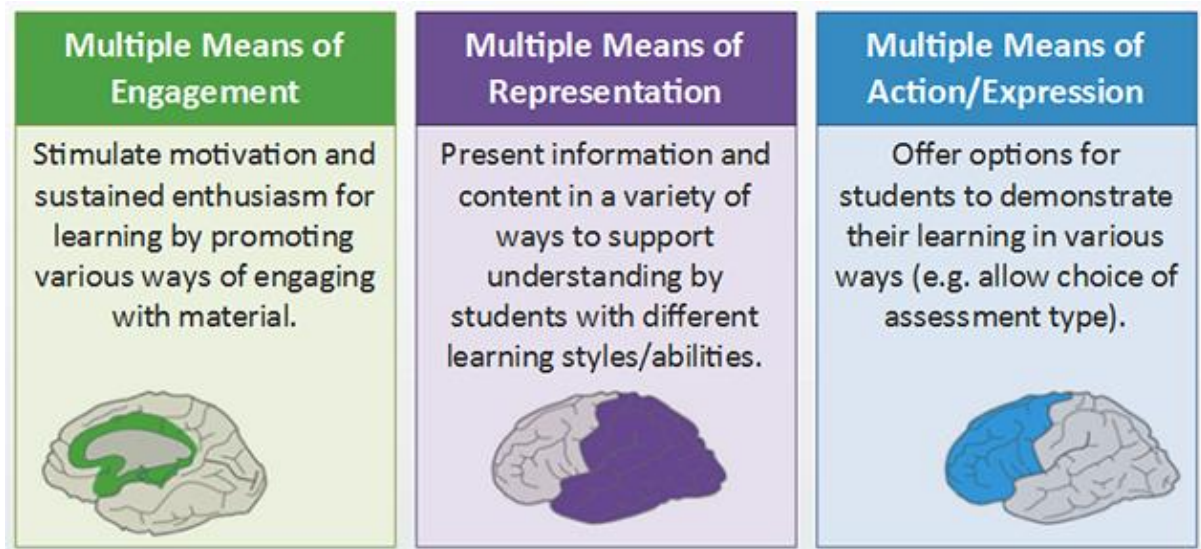 Multiple Means of
Engagement
Stimulate motivation and
sustained enthusiasm for
learning by promoting
various ways of engaging
with material.
Multiple Means of
Representation
Present information and
content in a variety of
ways to support
understanding by
students with different
learning styles/abilities.
Multiple Means of
Action/Expression
Offer options for
students to demonstrate
their learning in various
ways (e.g. allow choice of
assessment type).